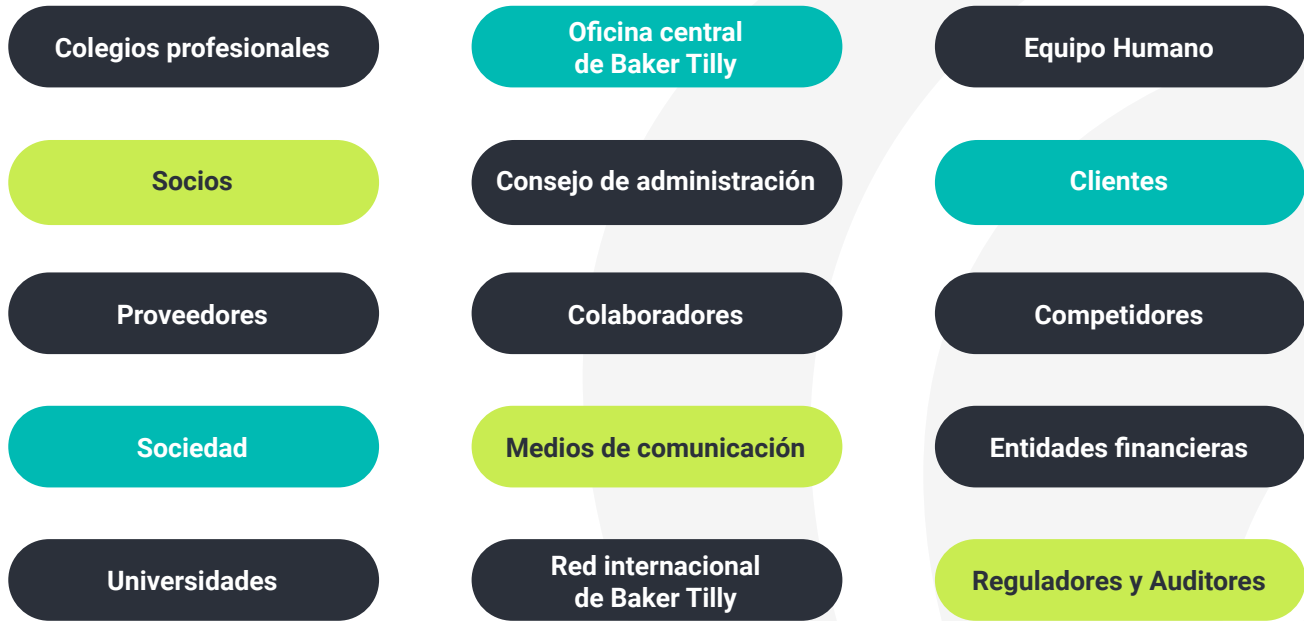 Colegios profesionales
Oficina central
de Baker Tilly
Equipo Humano
Socios
Consejo de administración
Clientes
Proveedores
Colaboradores
Competidores
Sociedad
Medios de comunicación
Entidades financieras
Universidades
Red internacional
de Baker Tilly
Reguladores y Auditores